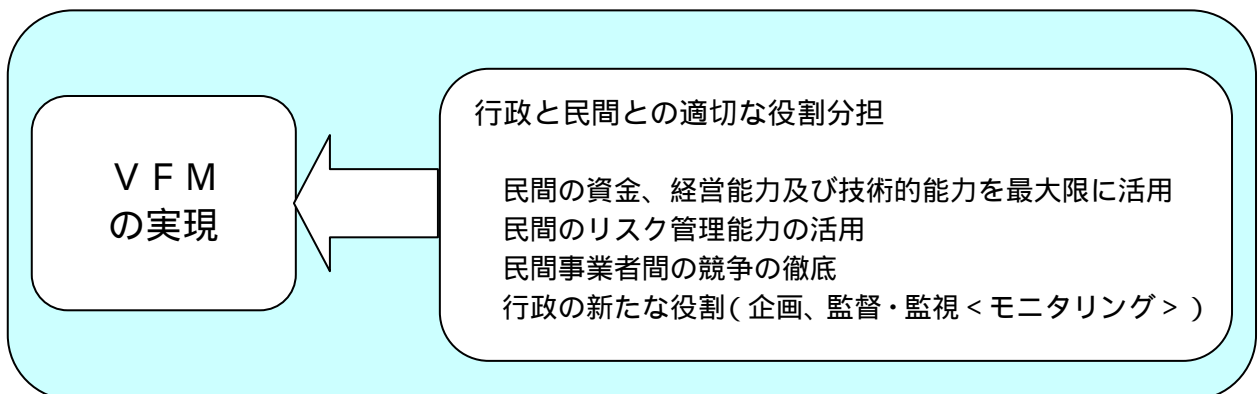 ＶＦＭ
の実現
行政と民間との適切な役割分担
民間の資金、経営能力及び技術的能力を最大限に活用
民間のリスク管理能力の活用
民間事業者間の競争の徹底
行政の新たな役割(企画、監督・監視<モニタリング>)